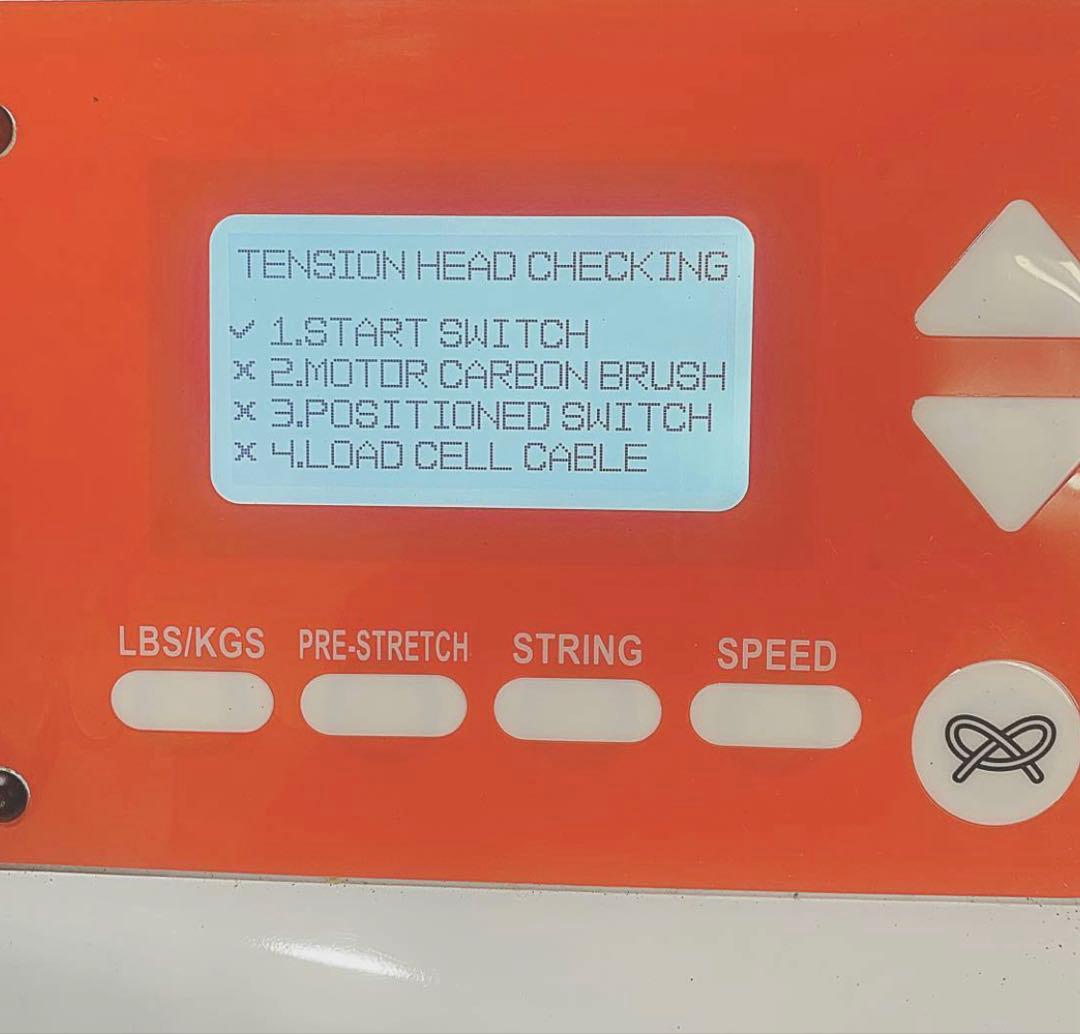 TENSION HEAD CHECKING
✓ 1.START SWITCH
× 2.MOTOR CARBON BRUSH
× 3.POSITIONED SWITCH
× 4.LOAD CELL CABLE
LBS/KGS PRE-STRETCH STRING SPEED